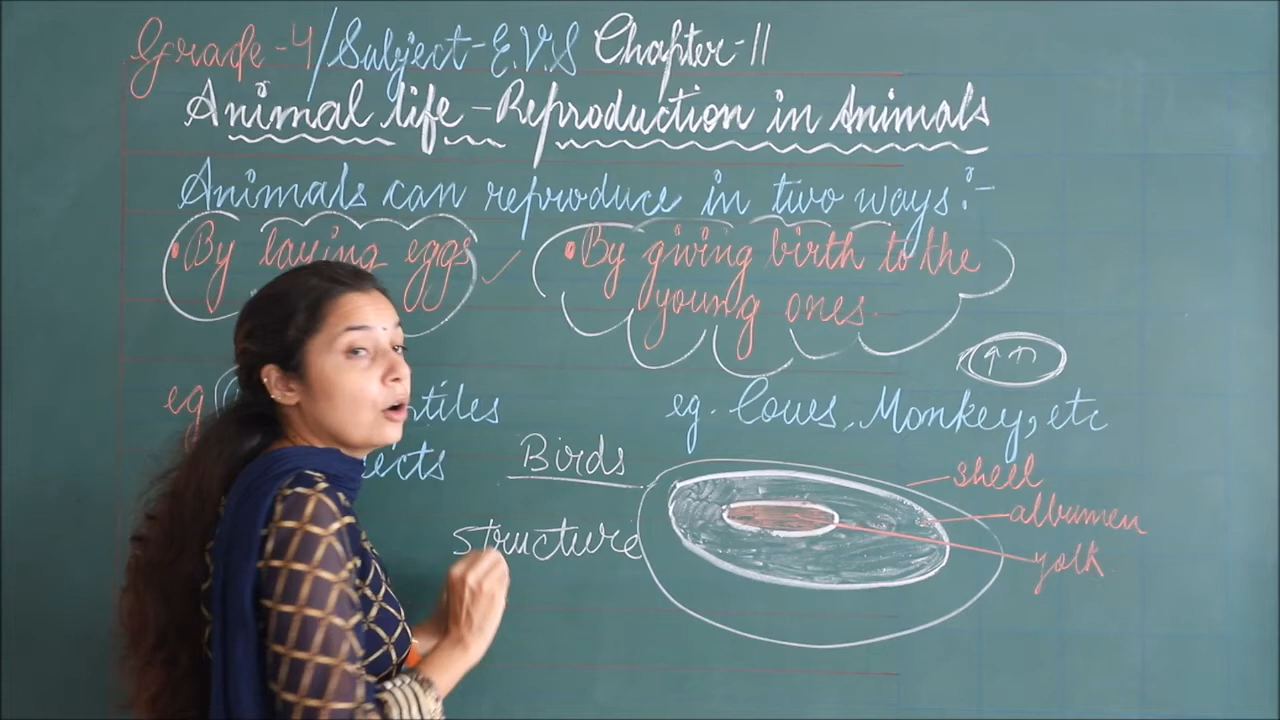 Grade-4/Subject-E.V.S Chapter-11
Animal life-Reproduction in Animals
Animals can reproduce in two ways:-
• By laying eggs
• By giving birth to the
young ones.
eg
eg. Cows, Monkey, etc
Birds
structure
shell
albumen
yolk